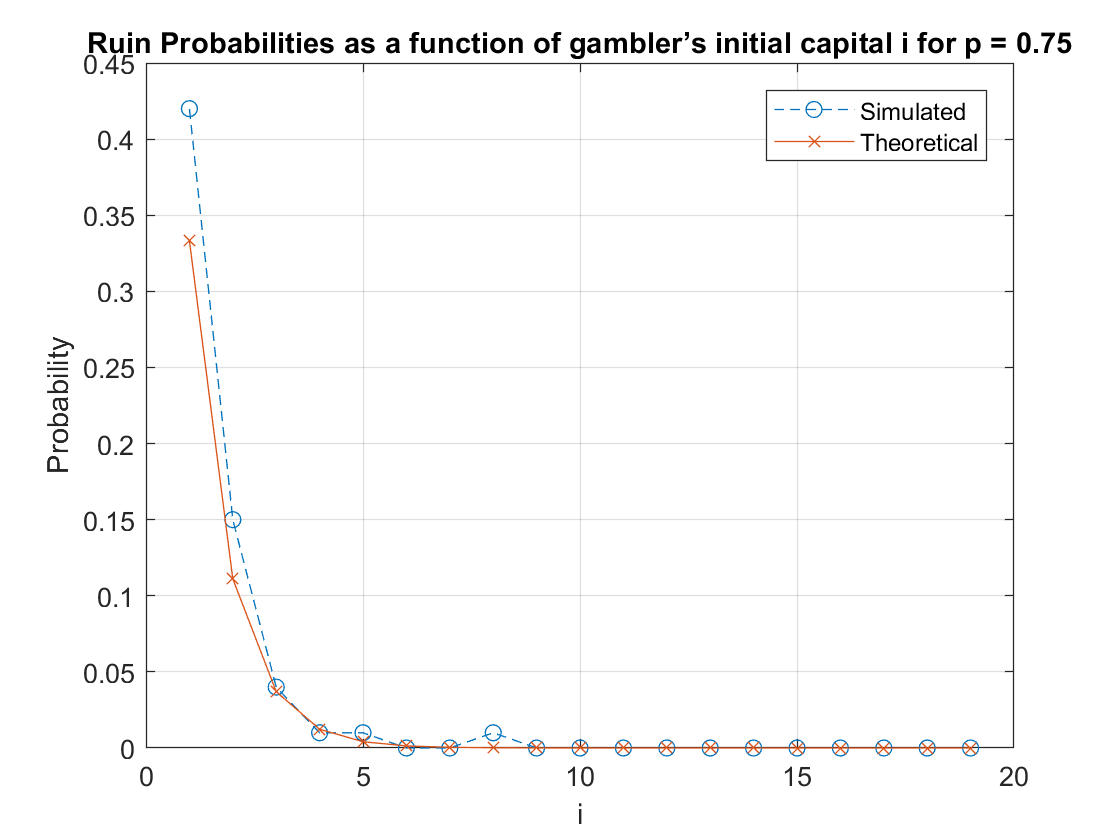 Ruin Probabilities as a function of gambler’s initial capital i for p = 0.75
0.45
0.4
0.35
0.3
0.25
0.2
0.15
0.1
0.05
0
Probability
Simulated
Theoretical
0 5 10 15 20
i